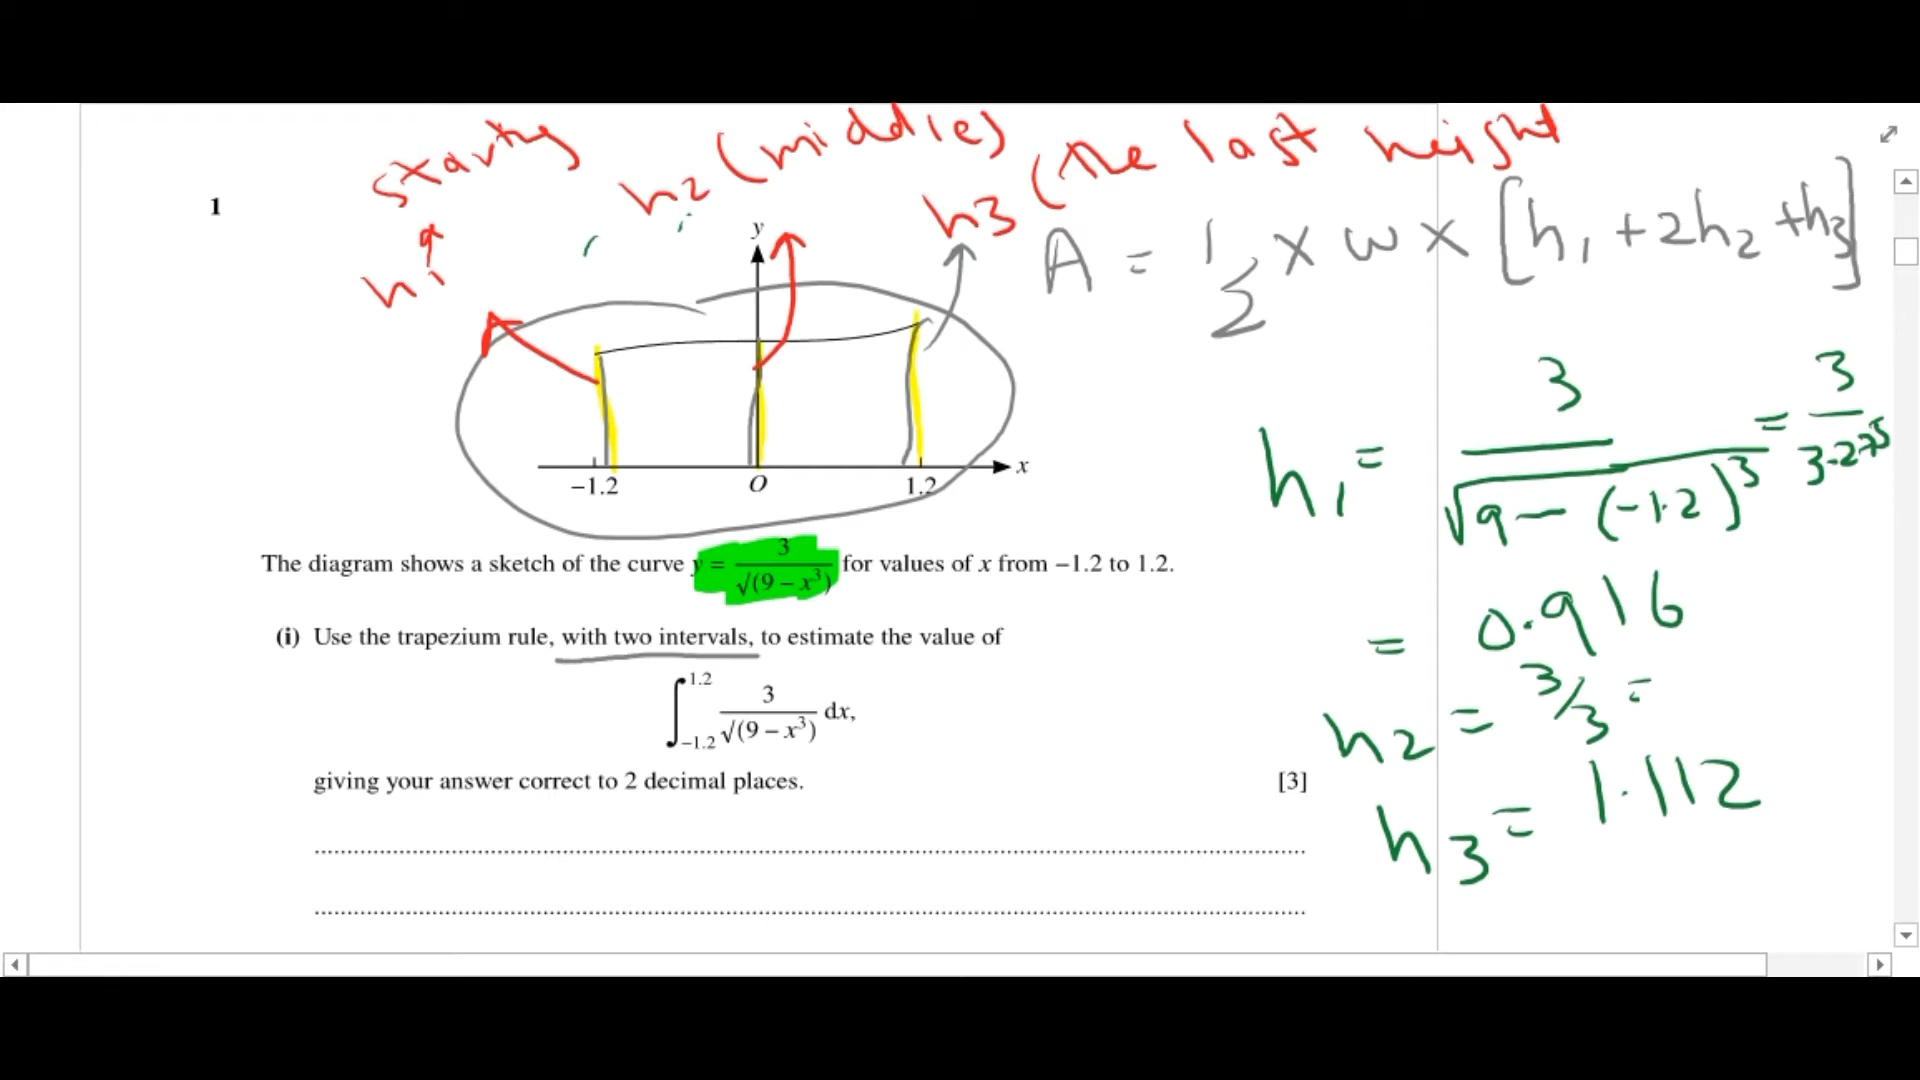 starting
h2 (middle)
h3 (the last height
h1
1
A = 1/2 x w x [h1 + 2h2 + h3]
y
x
−1.2 O 1.2
h1 = 3/√9 − (−1.2)^3 = 3/3.275
The diagram shows a sketch of the curve y = 3/√(9 − x³) for values of x from −1.2 to 1.2.
= 0.916
(i) Use the trapezium rule, with two intervals, to estimate the value of
∫_−1.2^1.2 3/√(9 − x³) dx,
h2 = 3/3 =
giving your answer correct to 2 decimal places. [3]
h3 = 1.112